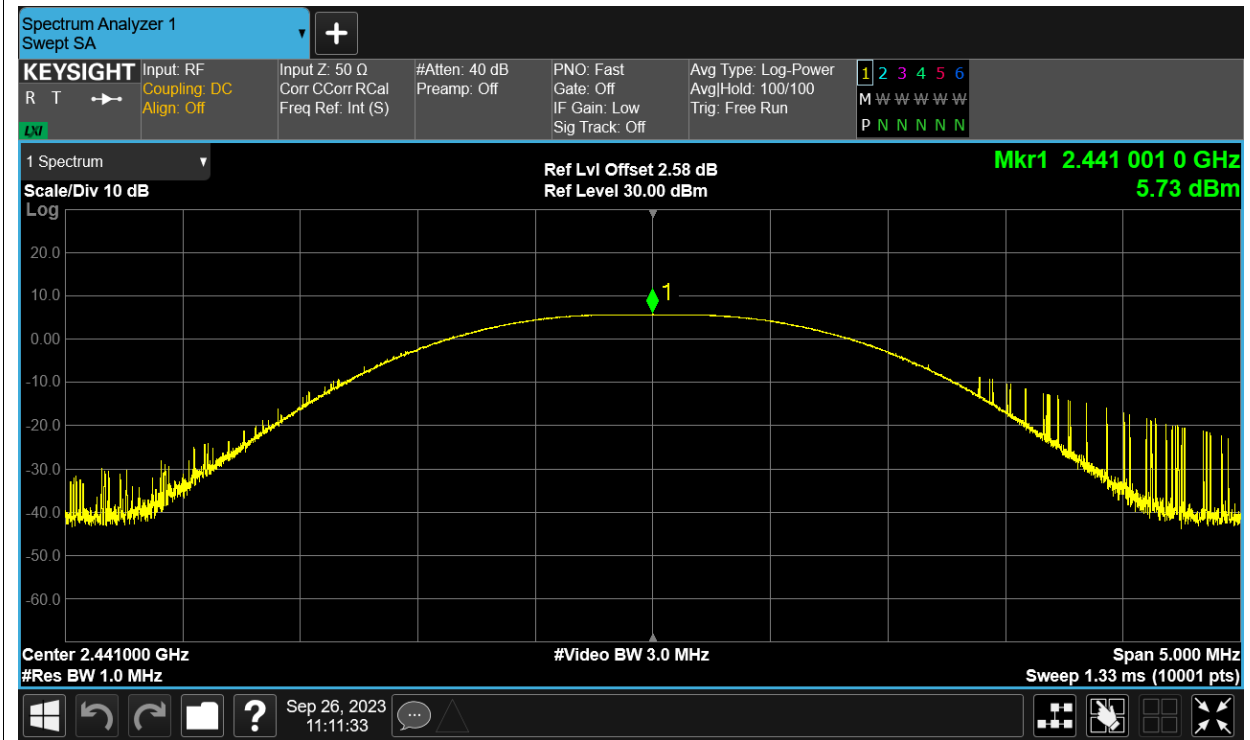 Spectrum Analyzer 1
Swept SA
KEYSIGHT
R T
LXI
Input: RF
Coupling: DC
Align: Off
Input Z: 50 Ω
Corr CCorr RCal
Freq Ref: Int (S)
#Atten: 40 dB
Preamp: Off
PNO: Fast
Gate: Off
IF Gain: Low
Sig Track: Off
Avg Type: Log-Power
Avg|Hold: 100/100
Trig: Free Run
1 2 3 4 5 6
M W W W W W
P N N N N N
1 Spectrum
Scale/Div 10 dB
Log
Ref Lvl Offset 2.58 dB
Ref Level 30.00 dBm
Mkr1 2.441 001 0 GHz
5.73 dBm
20.0
10.0
0.00
-10.0
-20.0
-30.0
-40.0
-50.0
-60.0
1
Center 2.441000 GHz
#Res BW 1.0 MHz
#Video BW 3.0 MHz
Span 5.000 MHz
Sweep 1.33 ms (10001 pts)
?
Sep 26, 2023
11:11:33